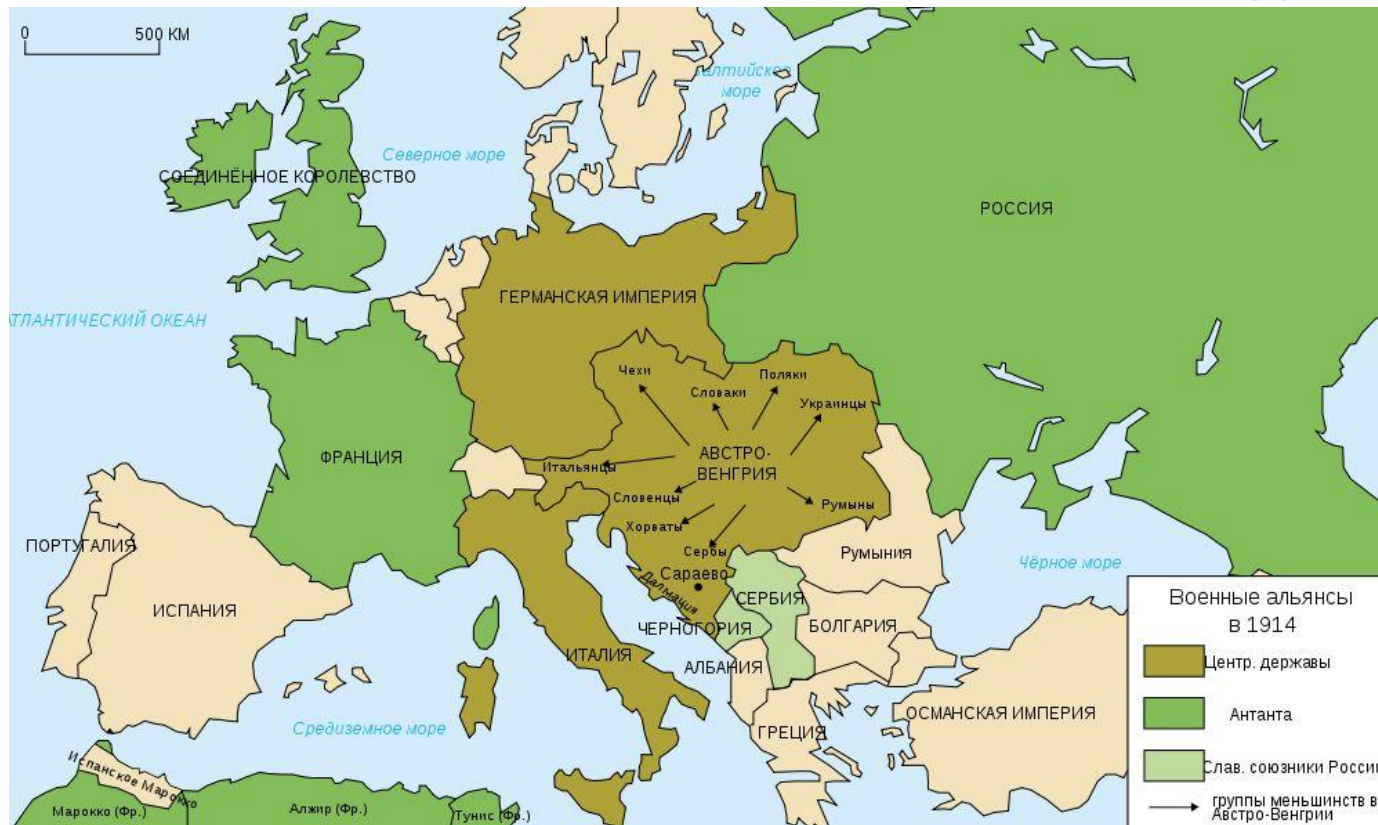 0 500 КМ
алтийское
море
Северное море
СОЕДИНЁННОЕ КОРОЛЕВСТВО
РОССИЯ
ГЕРМАНСКАЯ ИМПЕРИЯ
АТЛАНТИЧЕСКИЙ ОКЕАН
Чехи
Поляки
Словаки
Украинцы
ФРАНЦИЯ
АВСТРО-
ВЕНГРИЯ
Итальянцы
Словенцы
Румыны
Хорваты
Сербы
ПОРТУГАЛИЯ
Румыния
Чёрное море
Сараево
Далмация
СЕРБИЯ
ИСПАНИЯ
ЧЕРНОГОРИЯ
БОЛГАРИЯ
ИТАЛИЯ
АЛБАНИЯ
Средиземное море
ГРЕЦИЯ
ОСМАНСКАЯ ИМПЕРИЯ
Испанское Марокко
Марокко (Фр.)
Алжир (Фр.)
Тунис (Фр.)
Военные альянсы
в 1914
Центр. державы
Антанта
Слав. союзники Росси
группы меньшинств в
Австро-Венгрии